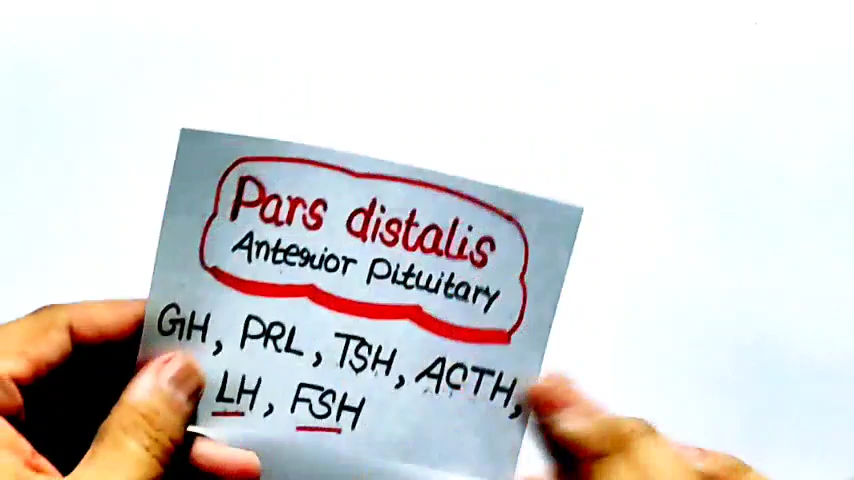 Pars distalis
Anterior Pituitary
GH, PRL, TSH, ACTH,
LH, FSH